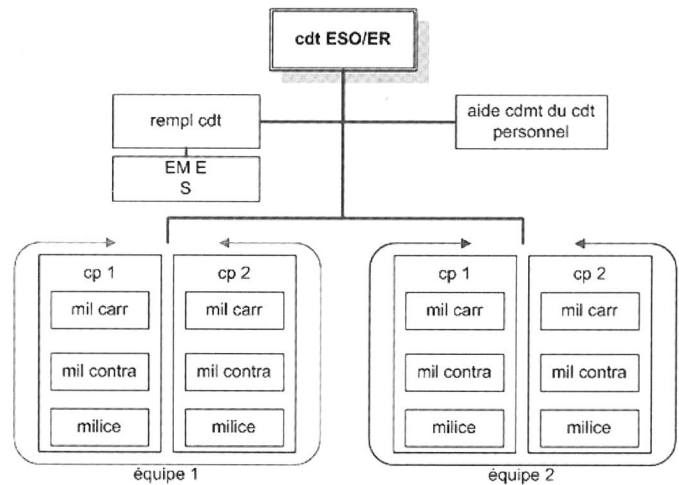 cdt ESO/ER
rempl cdt
aide cdmt du cdt
personnel
EM E
S
cp 1
mil carr
mil contra
milice
cp 2
mil carr
mil contra
milice
équipe 1
cp 1
mil carr
mil contra
milice
cp 2
mil carr
mil contra
milice
équipe 2